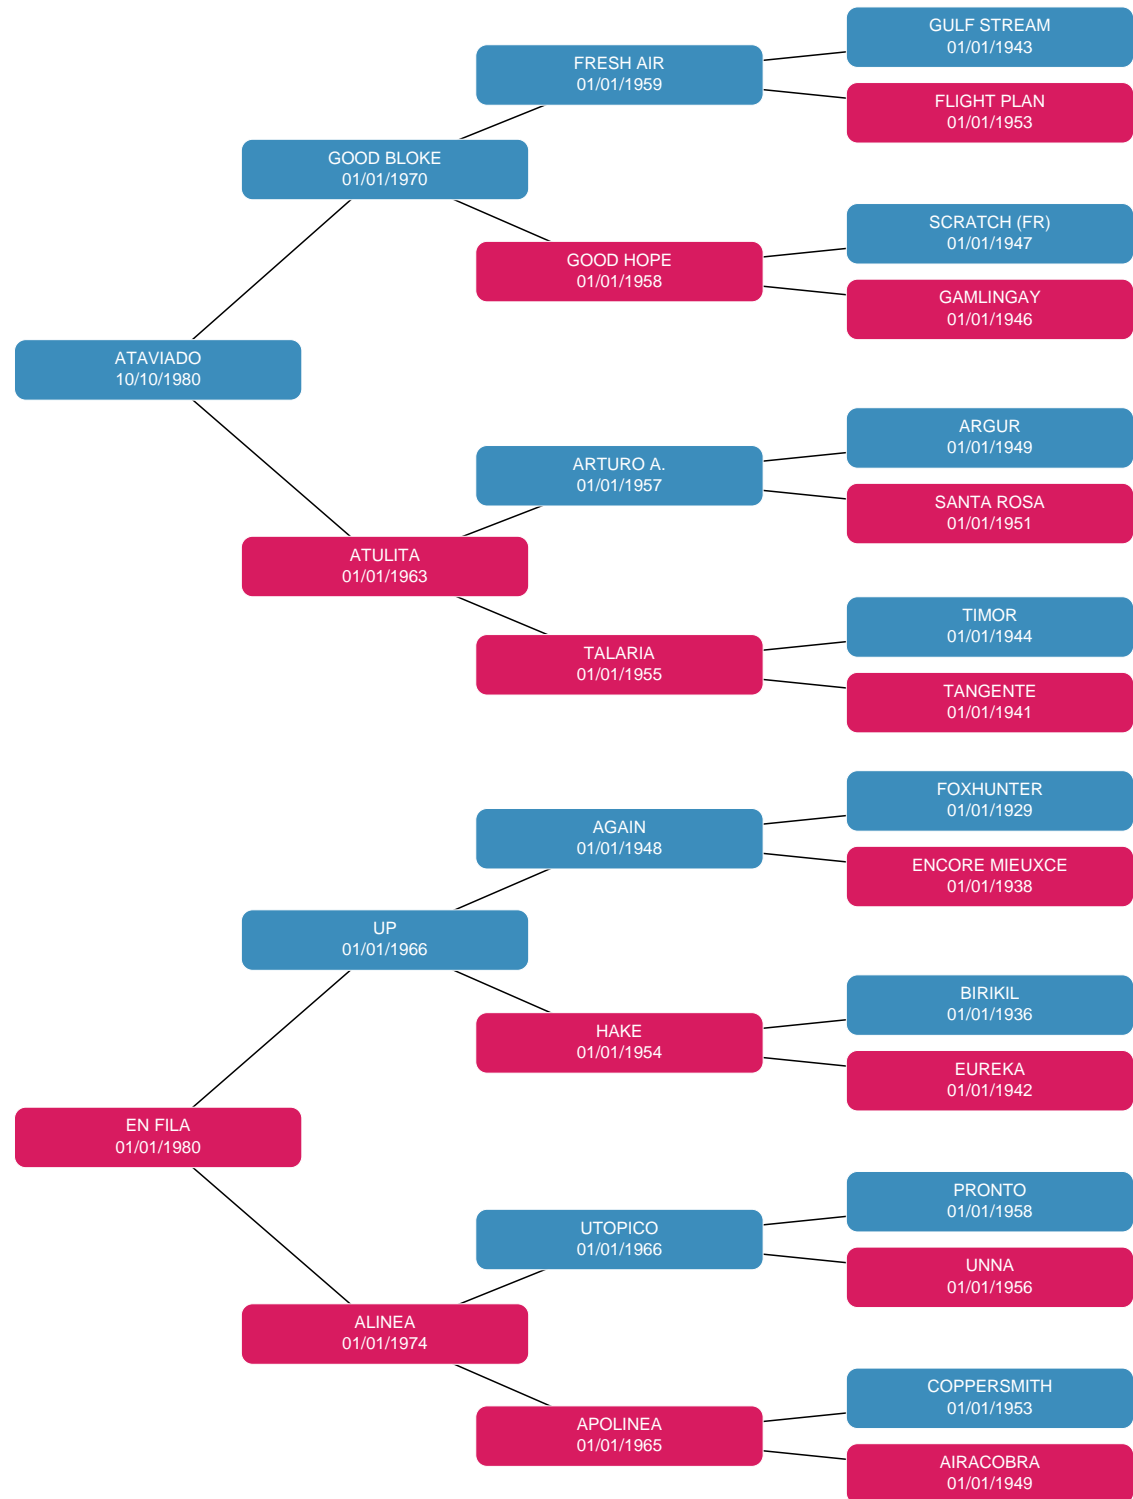 GULF STREAM
01/01/1943
FRESH AIR
01/01/1959
FLIGHT PLAN
01/01/1953
GOOD BLOKE
01/01/1970
SCRATCH (FR)
01/01/1947
GOOD HOPE
01/01/1958
GAMLINGAY
01/01/1946
ATAVIADO
10/10/1980
ARGUR
01/01/1949
ARTURO A.
01/01/1957
SANTA ROSA
01/01/1951
ATULITA
01/01/1963
TIMOR
01/01/1944
TALARIA
01/01/1955
TANGENTE
01/01/1941
FOXHUNTER
01/01/1929
AGAIN
01/01/1948
ENCORE MIEUXCE
01/01/1938
UP
01/01/1966
BIRIKIL
01/01/1936
HAKE
01/01/1954
EUREKA
01/01/1942
EN FILA
01/01/1980
PRONTO
01/01/1958
UTOPICO
01/01/1966
UNNA
01/01/1956
ALINEA
01/01/1974
COPPERSMITH
01/01/1953
APOLINEA
01/01/1965
AIRACOBRA
01/01/1949